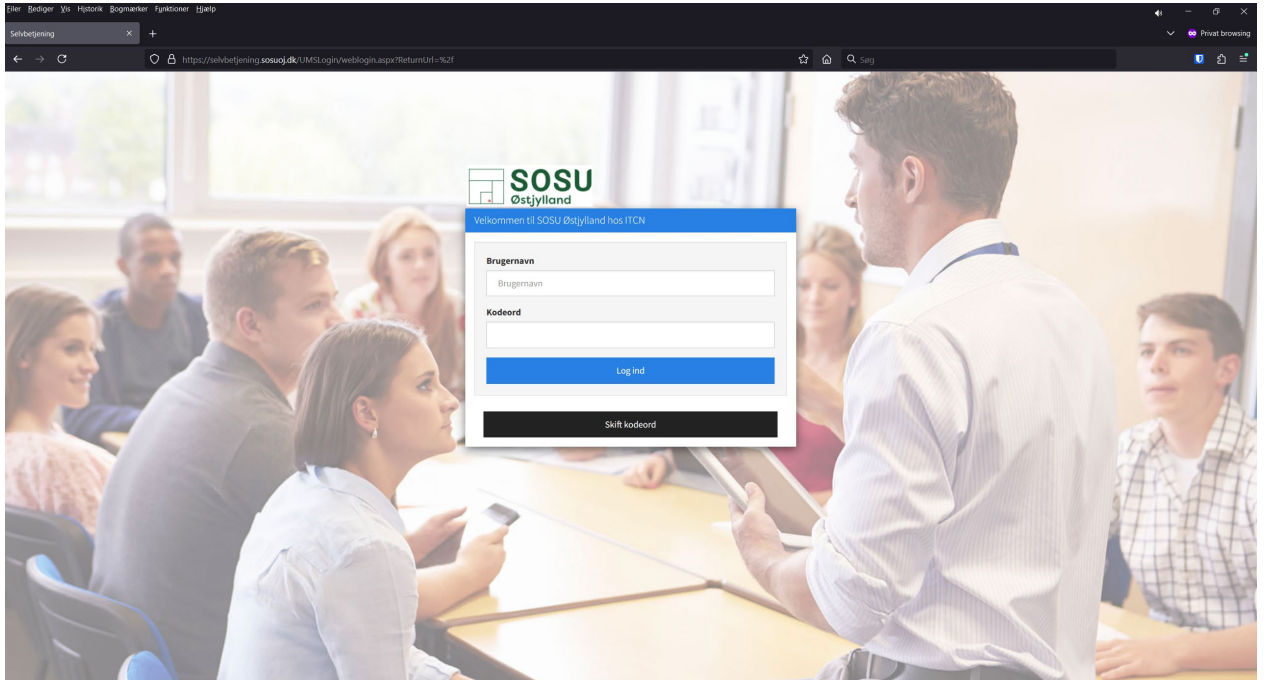 Filer Rediger Vis Historik Bogmærker Funktioner Hjælp
Selvbetjening
Privat browsing
https://selvbetjening.sosuoj.dk/UMSLogin/weblogin.aspx?ReturnUrl=%2f
Søg
SOSU
Østjylland
Velkommen til SOSU Østjylland hos ITCN
Brugernavn
Brugernavn
Kodeord
Log ind
Skift kodeord